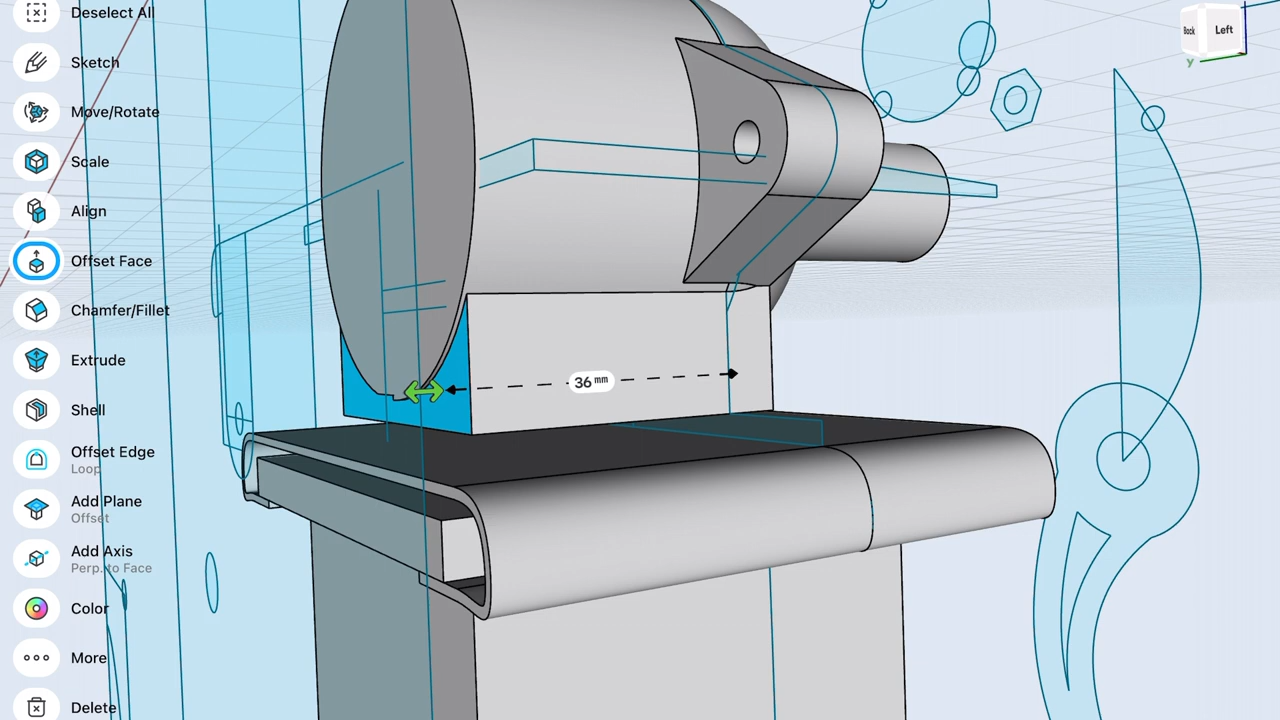 Deselect All
Sketch
Move/Rotate
Scale
Align
Offset Face
Chamfer/Fillet
Extrude
Shell
Offset Edge
Loop
Add Plane
Offset
Add Axis
Perp. to Face
Color
More
Delete
36 mm
Back
Left
y